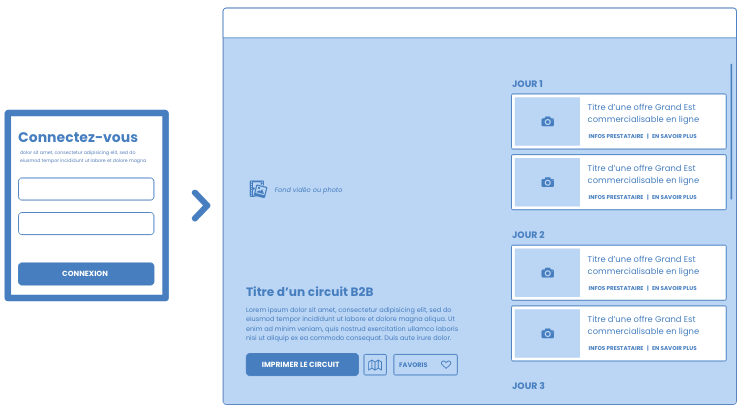 Connectez-vous
dolor sit amet, consectetur adipiscing elit, sed do
eiusmod tempor incididunt ut labore et dolore magna
CONNEXION
Fond vidéo ou photo
Titre d'un circuit B2B
Lorem ipsum dolor sit amet, consectetur adipiscing elit, sed do
eiusmod tempor incididunt ut labore et dolore magna aliqua. Ut
enim ad minim veniam, quis nostrud exercitation ullamco laboris
nisi ut aliquip ex ea commodo consequat. Duis aute irure dolor.
IMPRIMER LE CIRCUIT
FAVORIS
JOUR 1
Titre d'une offre Grand Est
commercialisable en ligne
INFOS PRESTATAIRE | EN SAVOIR PLUS
Titre d'une offre Grand Est
commercialisable en ligne
INFOS PRESTATAIRE | EN SAVOIR PLUS
JOUR 2
Titre d'une offre Grand Est
commercialisable en ligne
INFOS PRESTATAIRE | EN SAVOIR PLUS
Titre d'une offre Grand Est
commercialisable en ligne
INFOS PRESTATAIRE | EN SAVOIR PLUS
JOUR 3